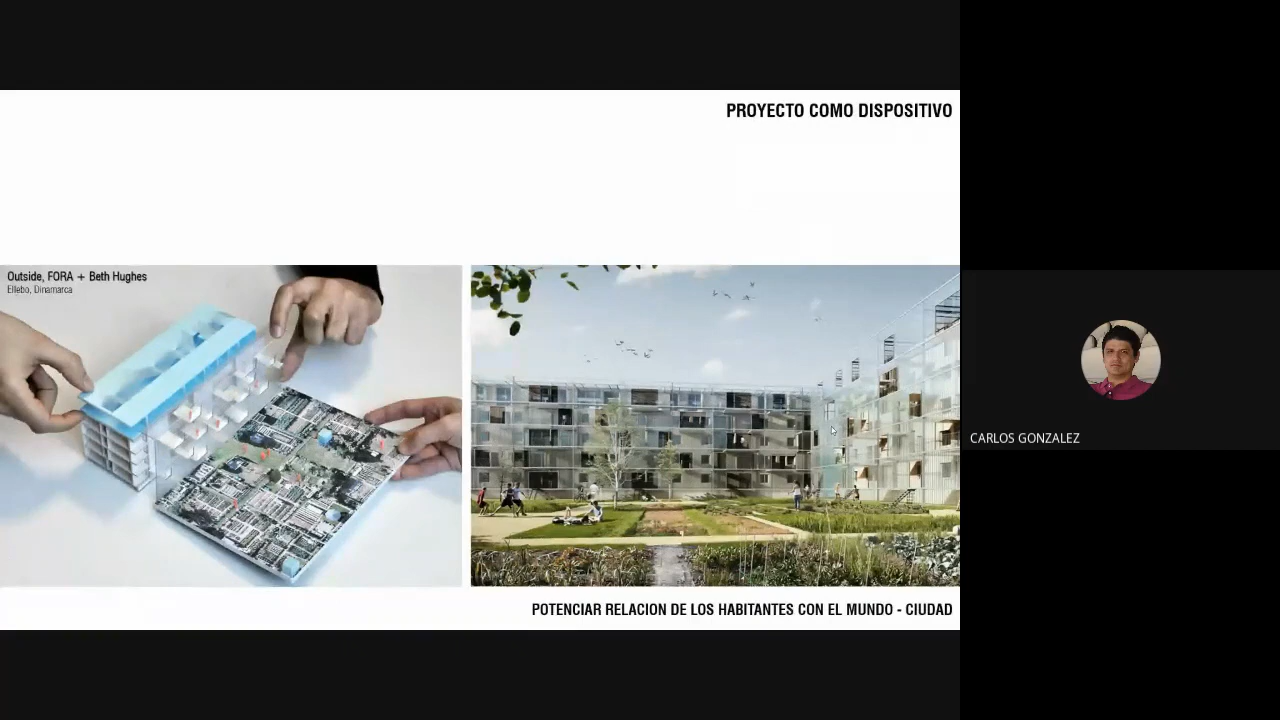 PROYECTO COMO DISPOSITIVO
Outside, FORA + Beth Hughes
Ellebo, Dinamarca
CARLOS GONZALEZ
POTENCIAR RELACION DE LOS HABITANTES CON EL MUNDO - CIUDAD